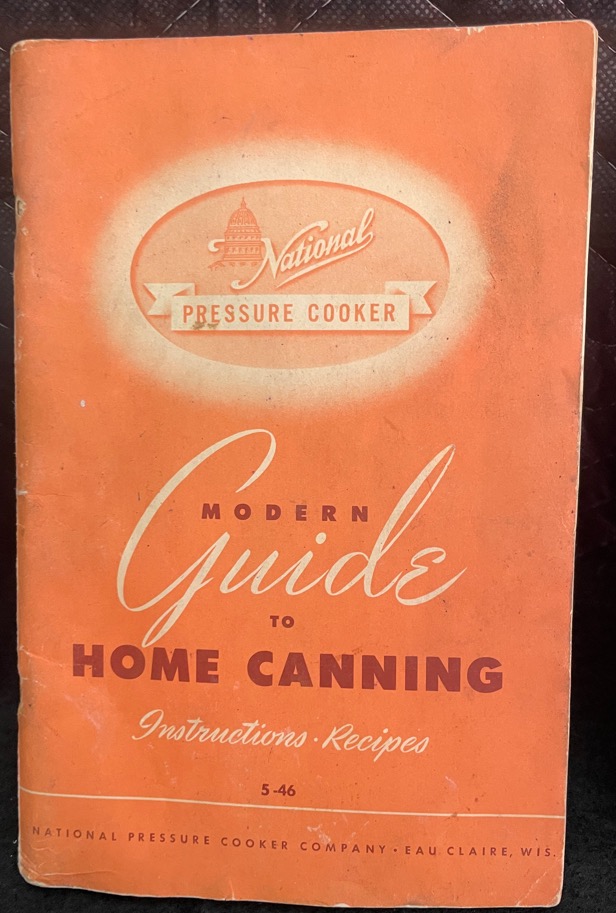 National
PRESSURE COOKER
MODERN
Guide
TO
HOME CANNING
Instructions · Recipes
5-46
NATIONAL PRESSURE COOKER COMPANY · EAU CLAIRE, WIS.